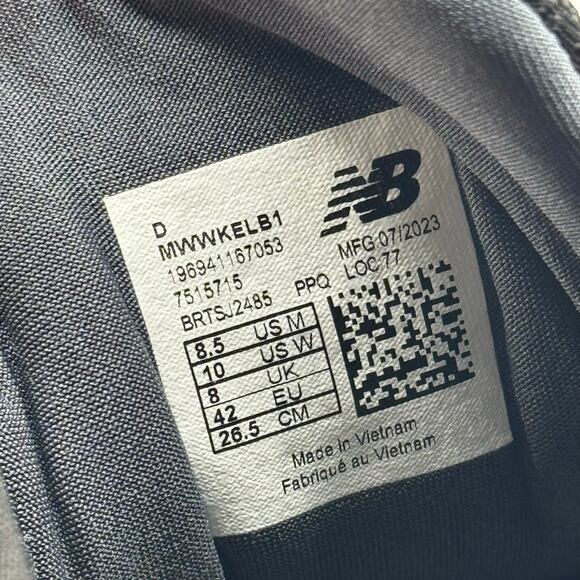 NB
D
MWWKELB1
196941167053
7515715
BRTSJ2485 PPQ
MFG:07/2023
LOC:77
8.5 US M
10 US W
8 UK
42 EU
26.5 CM
Made in Vietnam
Fabriqué au Vietnam